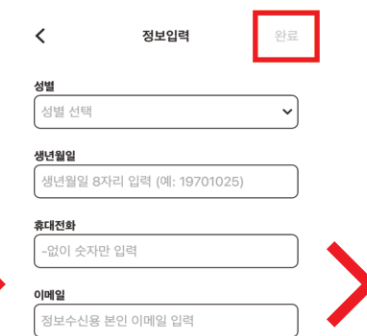 정보입력 완료
성별
성별 선택
생년월일
생년월일 8자리 입력 (예: 19701025)
휴대전화
-없이 숫자만 입력
이메일
정보수신용 본인 이메일 입력